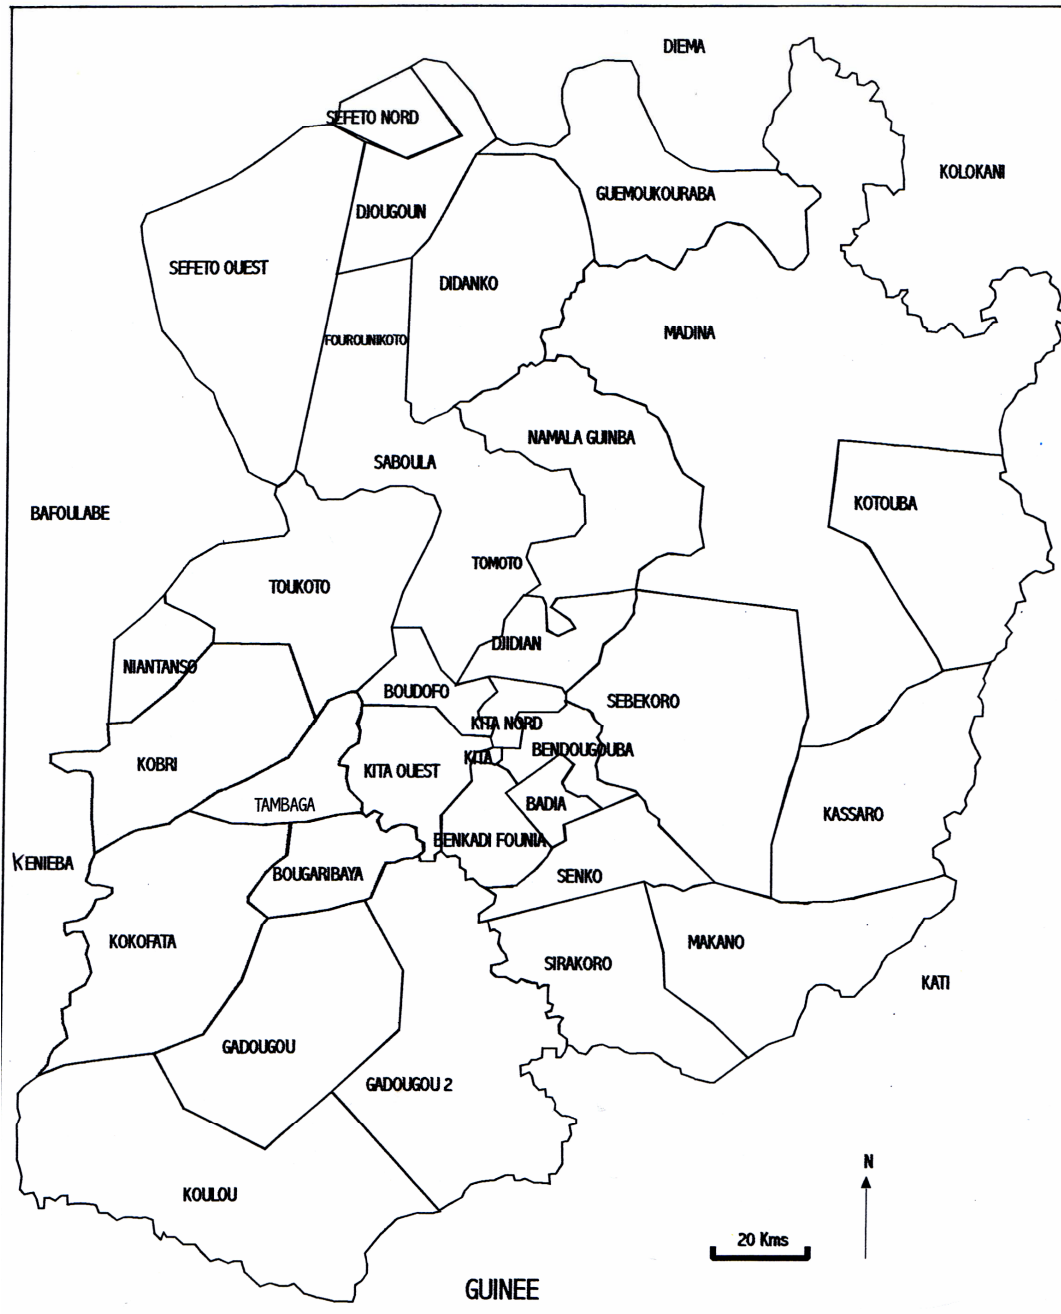 DIEMA
SEFETO NORD
KOLOKANI
GUEMOUKOURABA
DJOUGOUN
SEFETO OUEST
DIDANKO
MADINA
FOUROUNIKOTO
NAMALA GUINBA
SABOULA
KOTOUBA
BAFOULABE
TOMOTO
TOUKOTO
DJIDIAN
NIANTANSO
BOUDOFO
SEBEKORO
KITA NORD
BENDOUGOUBA
KITA
KOBRI
KITA OUEST
TAMBAGA
BADIA
KASSARO
BENKADI FOUNIA
KENIEBA
BOUGARIBAYA
SENKO
KOKOFATA
MAKANO
SIRAKORO
KATI
GADOUGOU
GADOUGOU 2
N
KOULOU
20 Kms
GUINEE